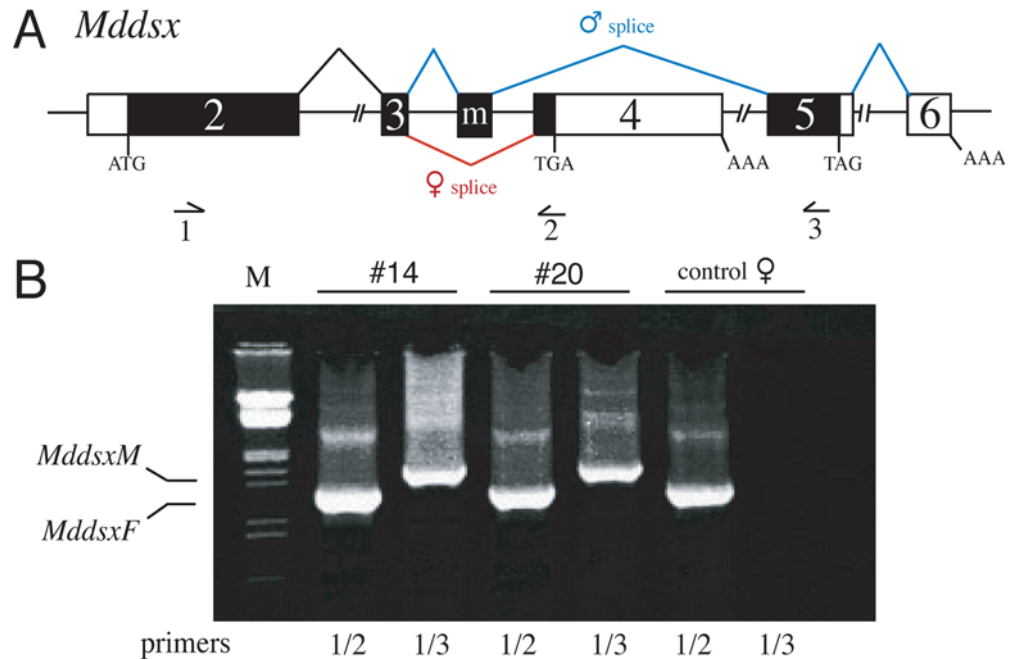 A Mddsx
♂ splice
2 3 m 4 5 6
ATG TGA AAA TAG AAA
♀ splice
1 2 3
B M #14 #20 control ♀
MddsxM
MddsxF
primers 1/2 1/3 1/2 1/3 1/2 1/3